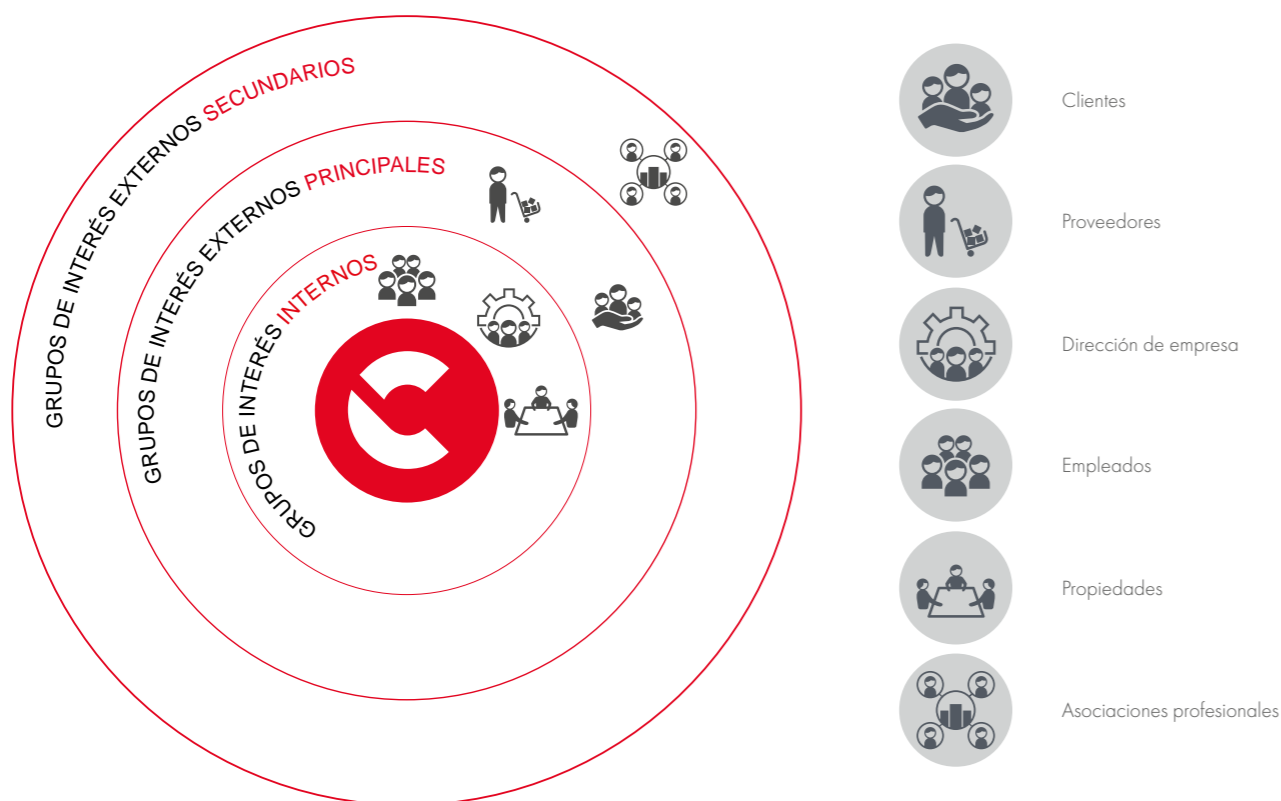 GRUPOS DE INTERÉS EXTERNOS SECUNDARIOS
GRUPOS DE INTERÉS EXTERNOS PRINCIPALES
GRUPOS DE INTERÉS INTERNOS
Clientes
Proveedores
Dirección de empresa
Empleados
Propiedades
Asociaciones profesionales